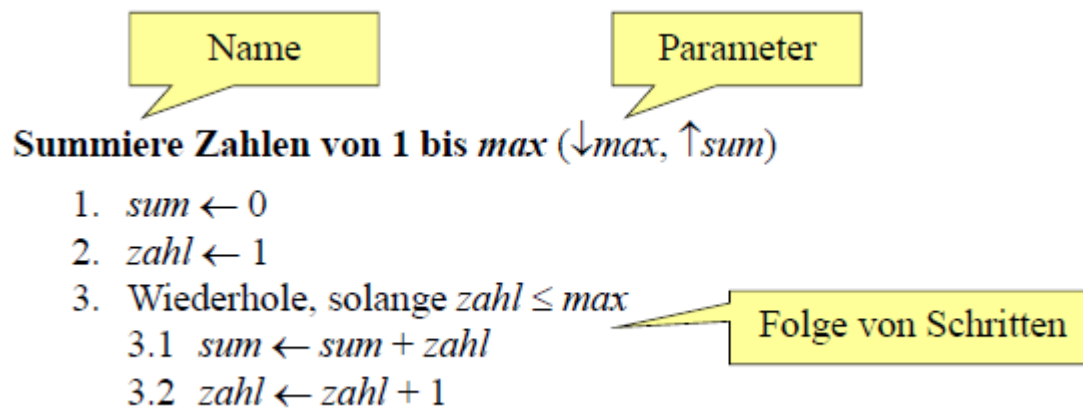 Name
Parameter
Summiere Zahlen von 1 bis max (↓max, ↑sum)
1. sum ← 0
2. zahl ← 1
3. Wiederhole, solange zahl ≤ max
3.1 sum ← sum + zahl
3.2 zahl ← zahl + 1
Folge von Schritten